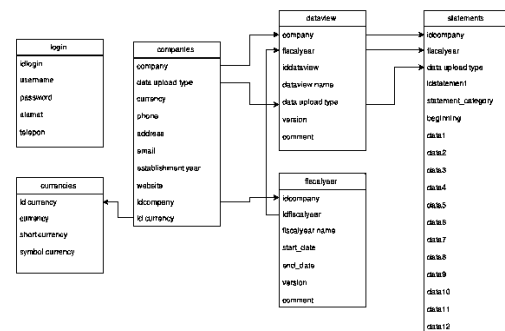 login
idlogin
username
password
alamat
telepon
currencies
id currency
currency
short currency
symbol currency
companies
company
data upload type
currency
phone
address
email
establishment year
website
idcompany
id currency
dataview
company
fiscalyear
iddataview
dataview name
data upload type
version
comment
fiscalyear
idcompany
idfiscalyear
fiscalyear name
start_date
end_date
version
comment
statements
idcompany
fiscalyear
data upload type
idstatement
statement_category
beginning
data1
data2
data3
data4
data5
data6
data7
data8
data9
data10
data11
data12